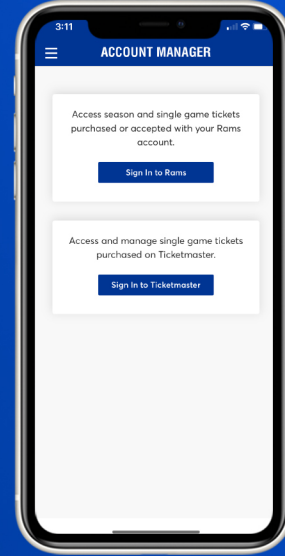 3:11
ACCOUNT MANAGER
Access season and single game tickets
purchased or accepted with your Rams
account.
Sign In to Rams
Access and manage single game tickets
purchased on Ticketmaster.
Sign In to Ticketmaster